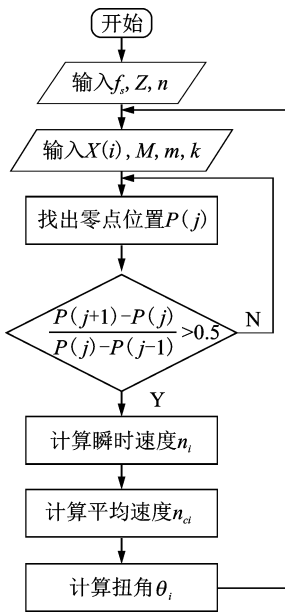 开始
输入f_s, Z, n
输入X(i), M, m, k
找出零点位置P(j)
P(j+1)-P(j)
P(j)-P(j-1)
>0.5
N
Y
计算瞬时速度n_i
计算平均速度n_ci
计算扭角θ_i